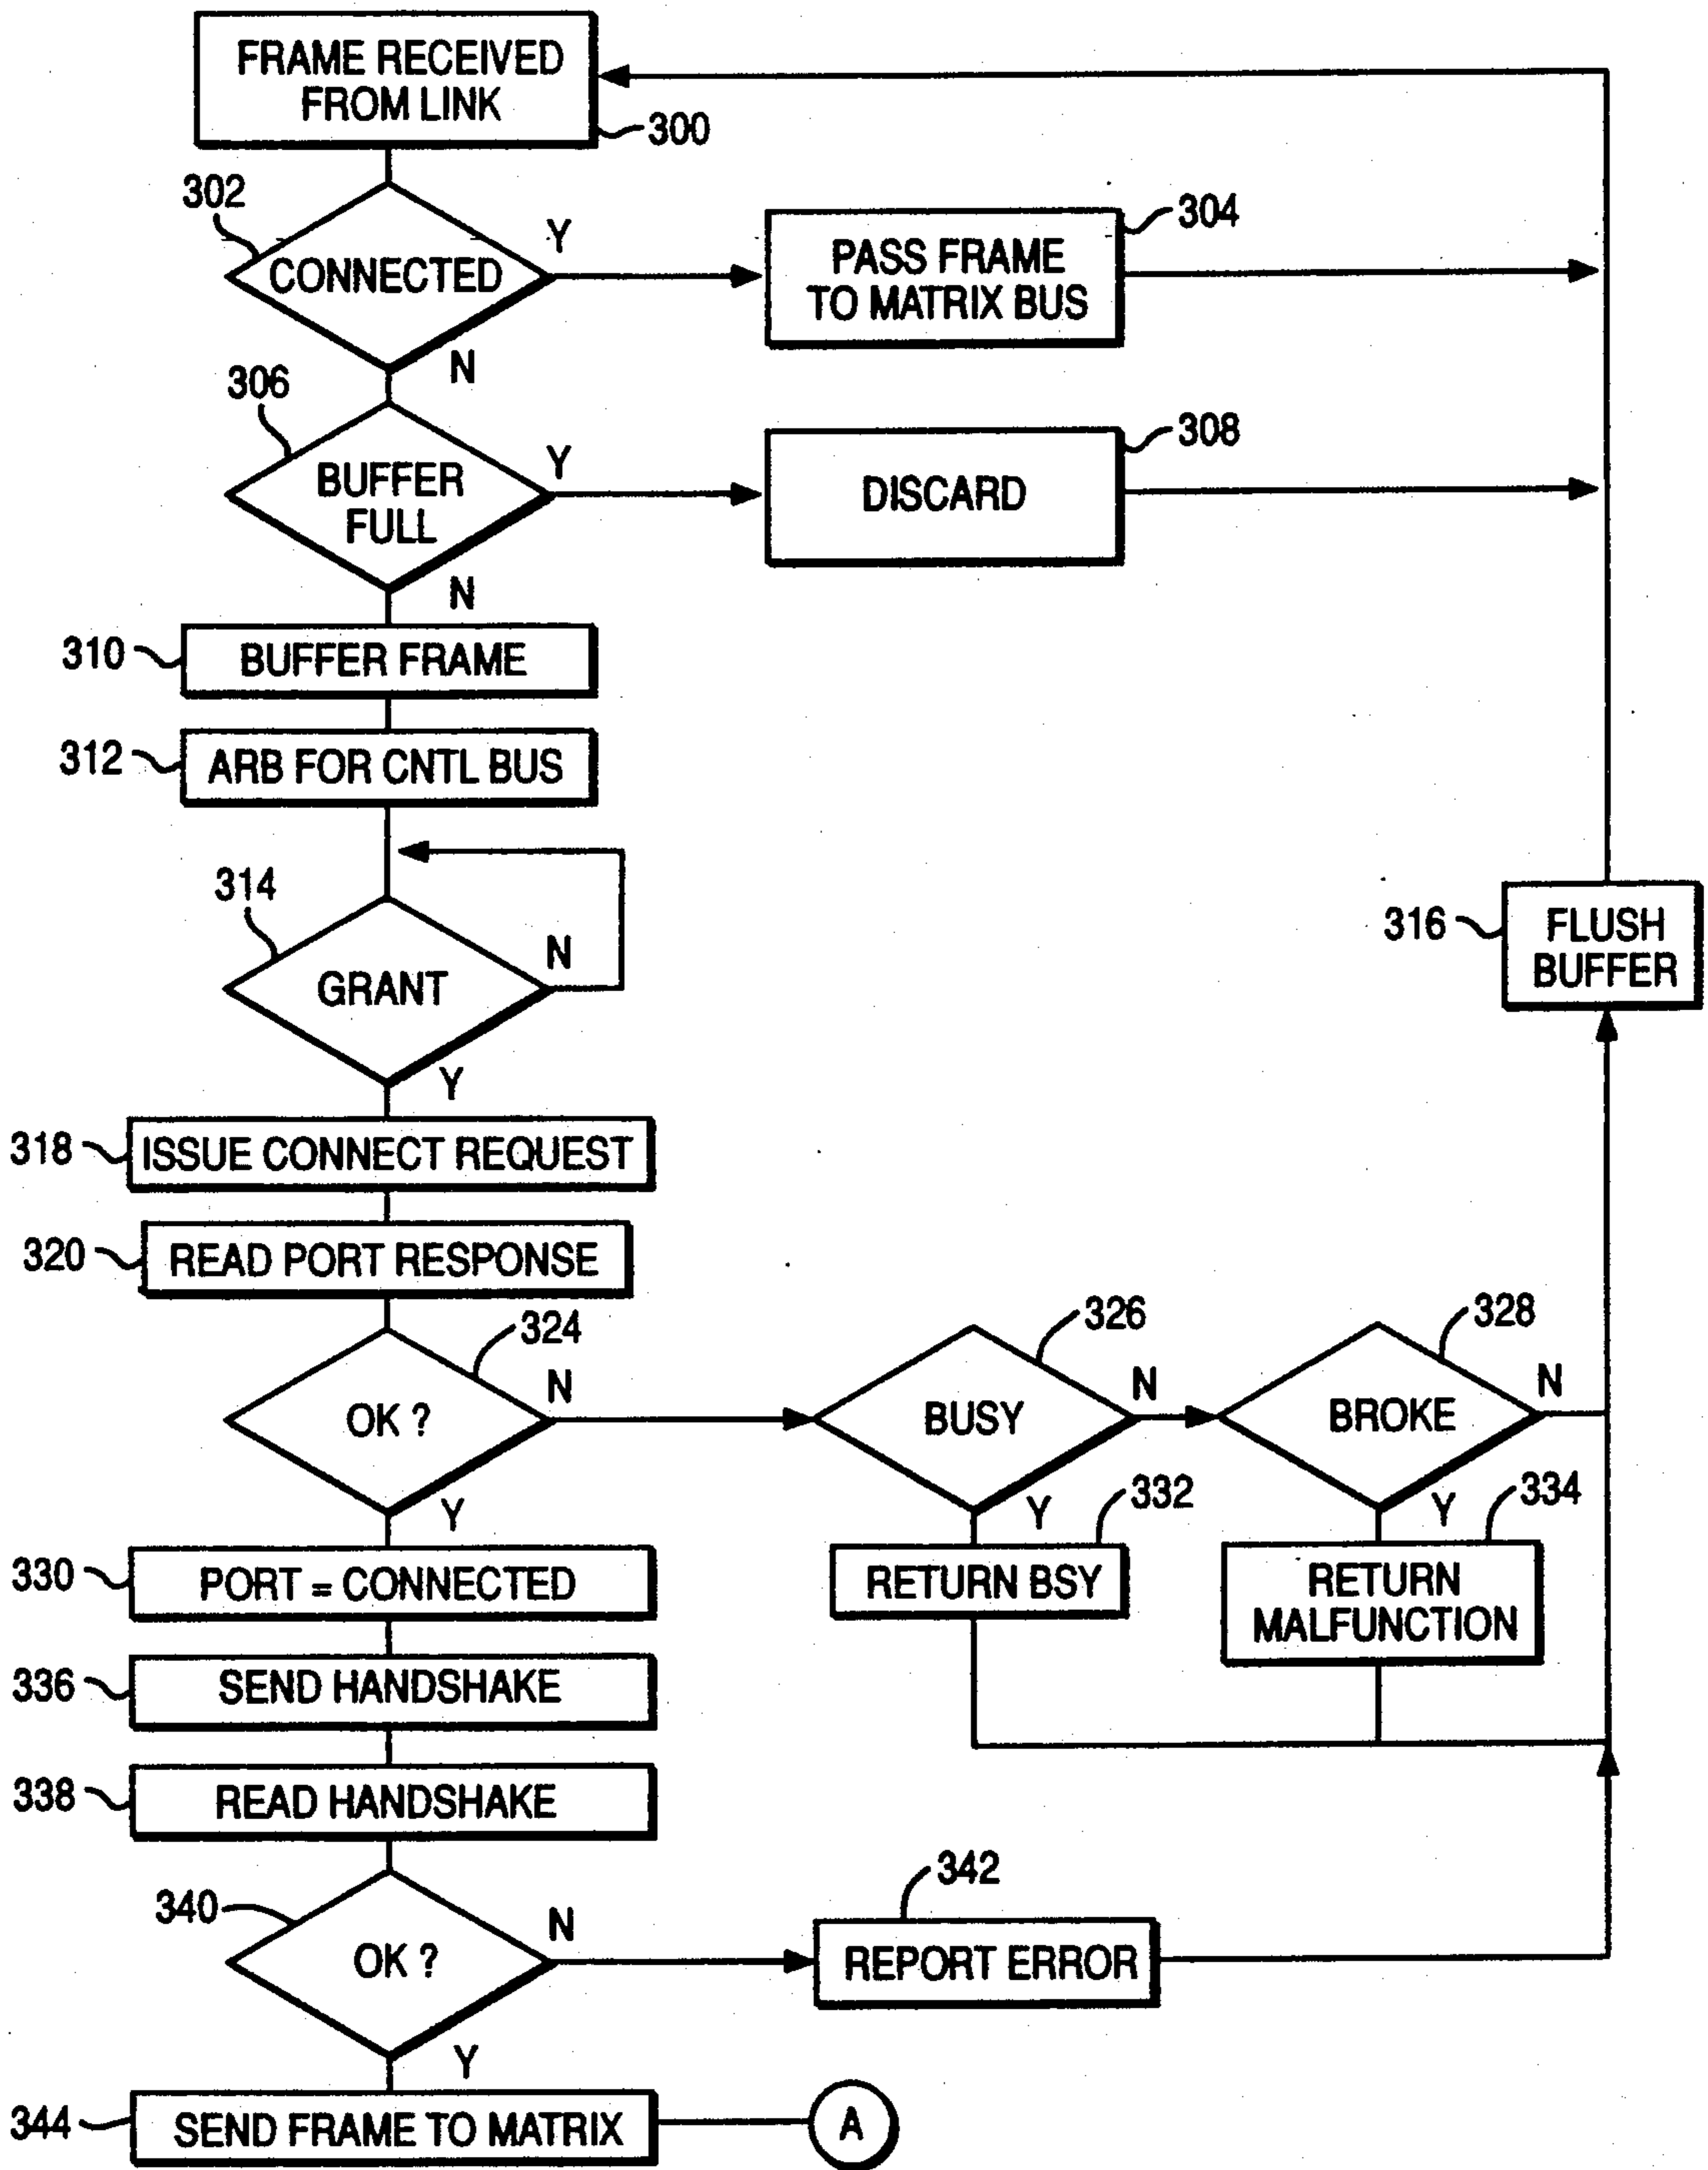 FRAME RECEIVED
FROM LINK
300
302
CONNECTED
Y
N
PASS FRAME
TO MATRIX BUS
304
306
BUFFER
FULL
Y
N
DISCARD
308
310
BUFFER FRAME
312
ARB FOR CNTL BUS
314
GRANT
N
Y
316
FLUSH
BUFFER
318
ISSUE CONNECT REQUEST
320
READ PORT RESPONSE
324
OK ?
N
Y
326
BUSY
N
Y
328
BROKE
N
Y
330
PORT = CONNECTED
332
RETURN BSY
334
RETURN
MALFUNCTION
336
SEND HANDSHAKE
338
READ HANDSHAKE
340
OK ?
N
Y
342
REPORT ERROR
344
SEND FRAME TO MATRIX
A